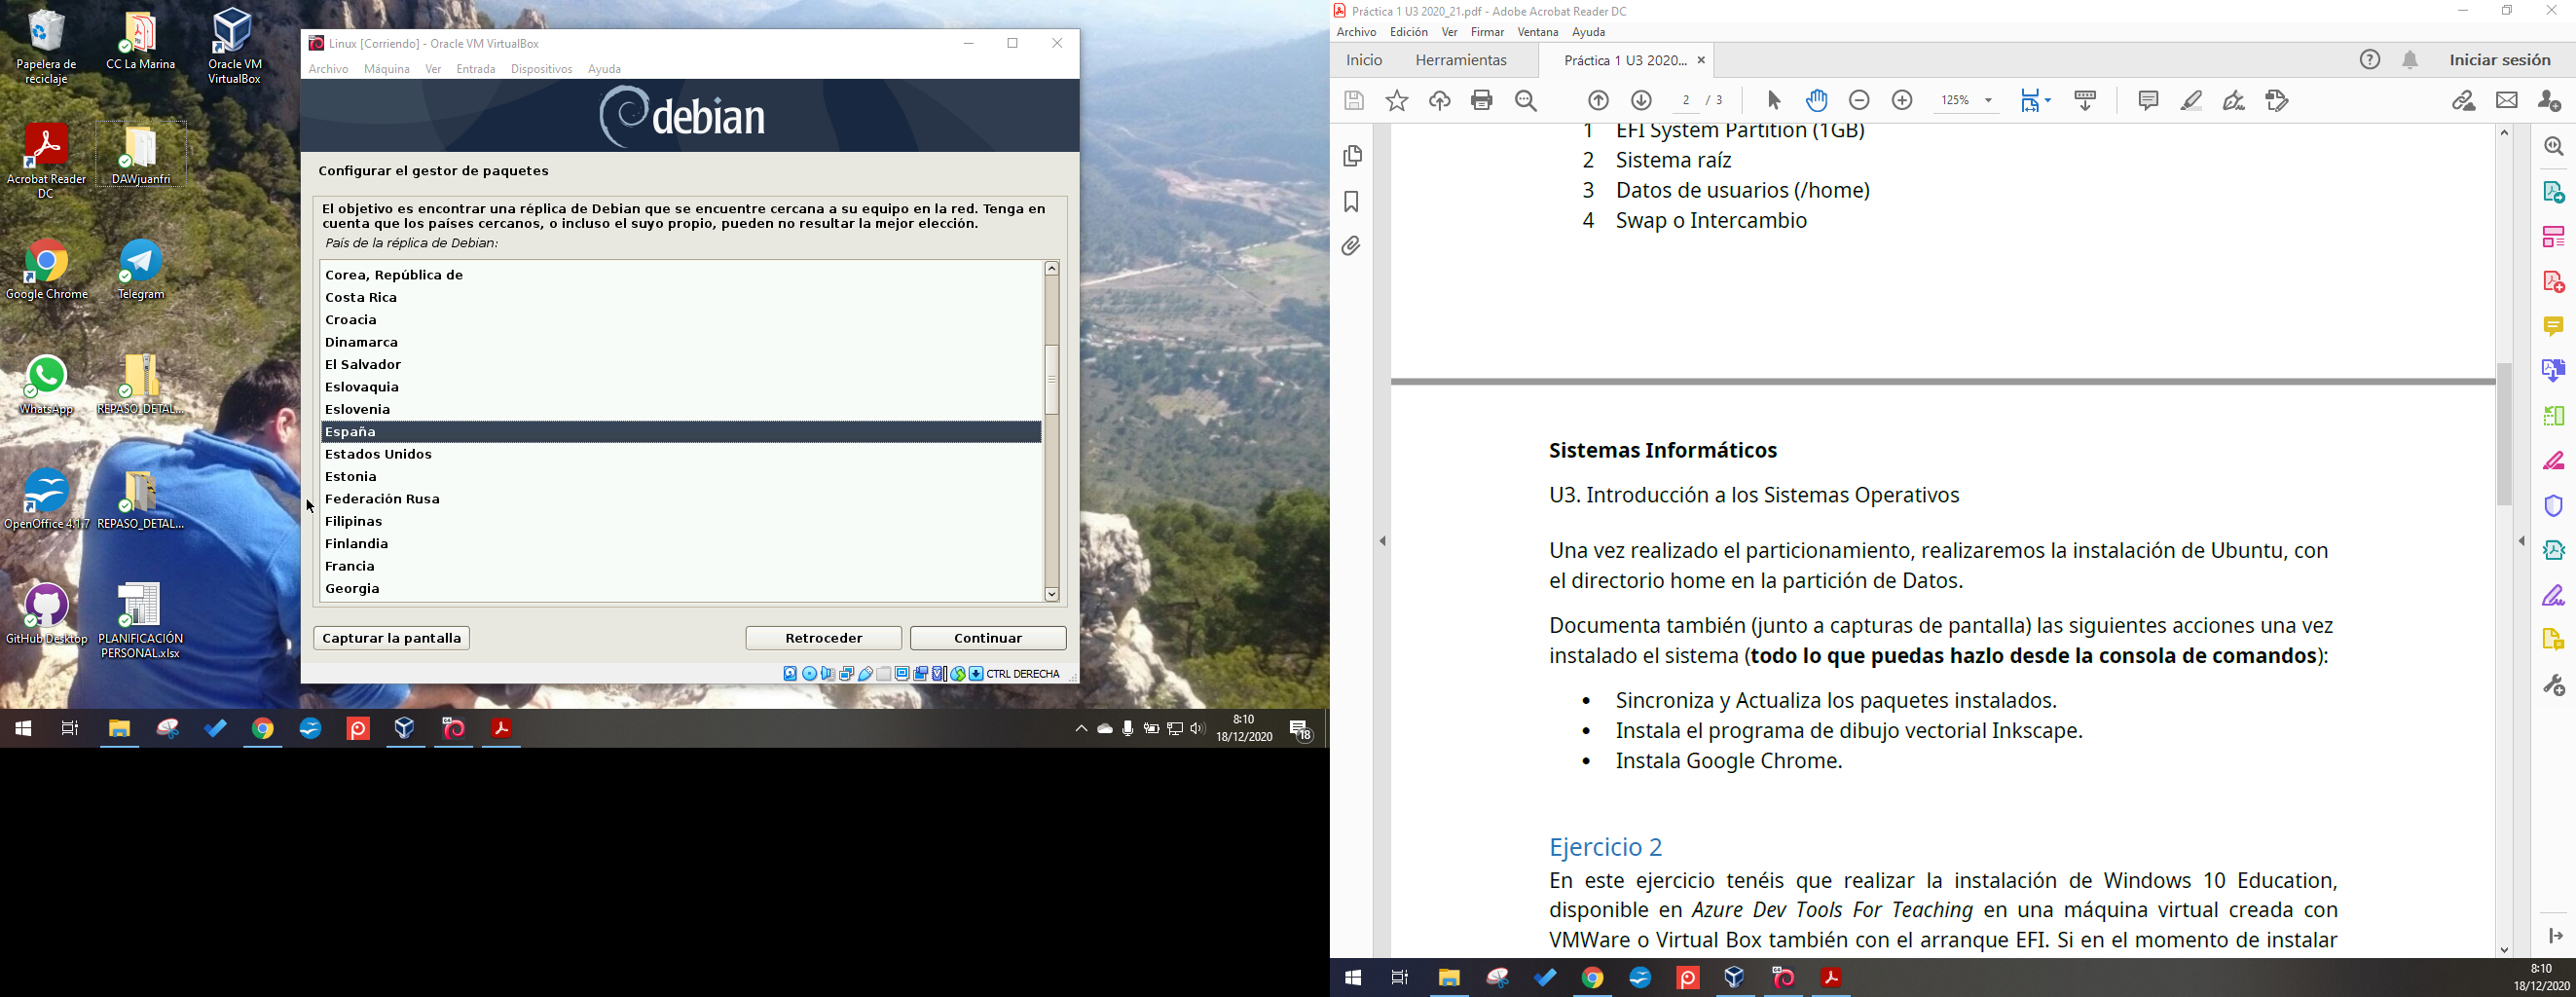 Papelera de
reciclaje
CC La Marina
Oracle VM
VirtualBox
Acrobat Reader
DC
DAWjuanfri
Google Chrome
Telegram
WhatsApp
REPASO_DETAL...
OpenOffice 4.1.7
REPASO_DETAL...
GitHub Desktop
PLANIFICACIÓN
PERSONAL.xlsx
Linux [Corriendo] - Oracle VM VirtualBox
Archivo Máquina Ver Entrada Dispositivos Ayuda
debian
Configurar el gestor de paquetes
El objetivo es encontrar una réplica de Debian que se encuentre cercana a su equipo en la red. Tenga en
cuenta que los países cercanos, o incluso el suyo propio, pueden no resultar la mejor elección.
País de la réplica de Debian:
Corea, República de
Costa Rica
Croacia
Dinamarca
El Salvador
Eslovaquia
Eslovenia
España
Estados Unidos
Estonia
Federación Rusa
Filipinas
Finlandia
Francia
Georgia
Capturar la pantalla
Retroceder
Continuar
CTRL DERECHA
8:10
18/12/2020
18
Práctica 1 U3 2020_21.pdf - Adobe Acrobat Reader DC
Archivo Edición Ver Firmar Ventana Ayuda
Inicio Herramientas Práctica 1 U3 2020... × Iniciar sesión
2 / 3 125%
1 EFI System Partition (1GB)
2 Sistema raíz
3 Datos de usuarios (/home)
4 Swap o Intercambio
Sistemas Informáticos
U3. Introducción a los Sistemas Operativos
Una vez realizado el particionamiento, realizaremos la instalación de Ubuntu, con
el directorio home en la partición de Datos.
Documenta también (junto a capturas de pantalla) las siguientes acciones una vez
instalado el sistema (todo lo que puedas hazlo desde la consola de comandos):
• Sincroniza y Actualiza los paquetes instalados.
• Instala el programa de dibujo vectorial Inkscape.
• Instala Google Chrome.
Ejercicio 2
En este ejercicio tenéis que realizar la instalación de Windows 10 Education,
disponible en Azure Dev Tools For Teaching en una máquina virtual creada con
VMWare o Virtual Box también con el arranque EFI. Si en el momento de instalar
8:10
18/12/2020